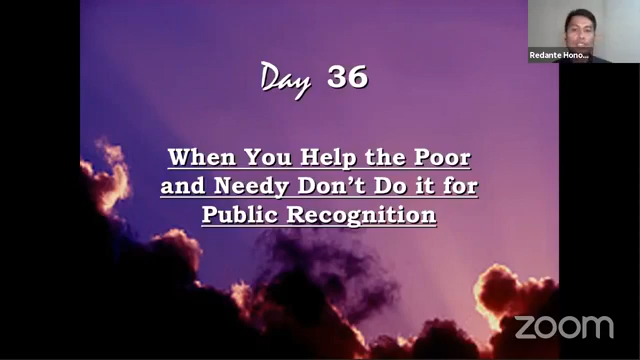 Redante Hono...
Day 36
When You Help the Poor
and Needy Don't Do it for
Public Recognition
zoom